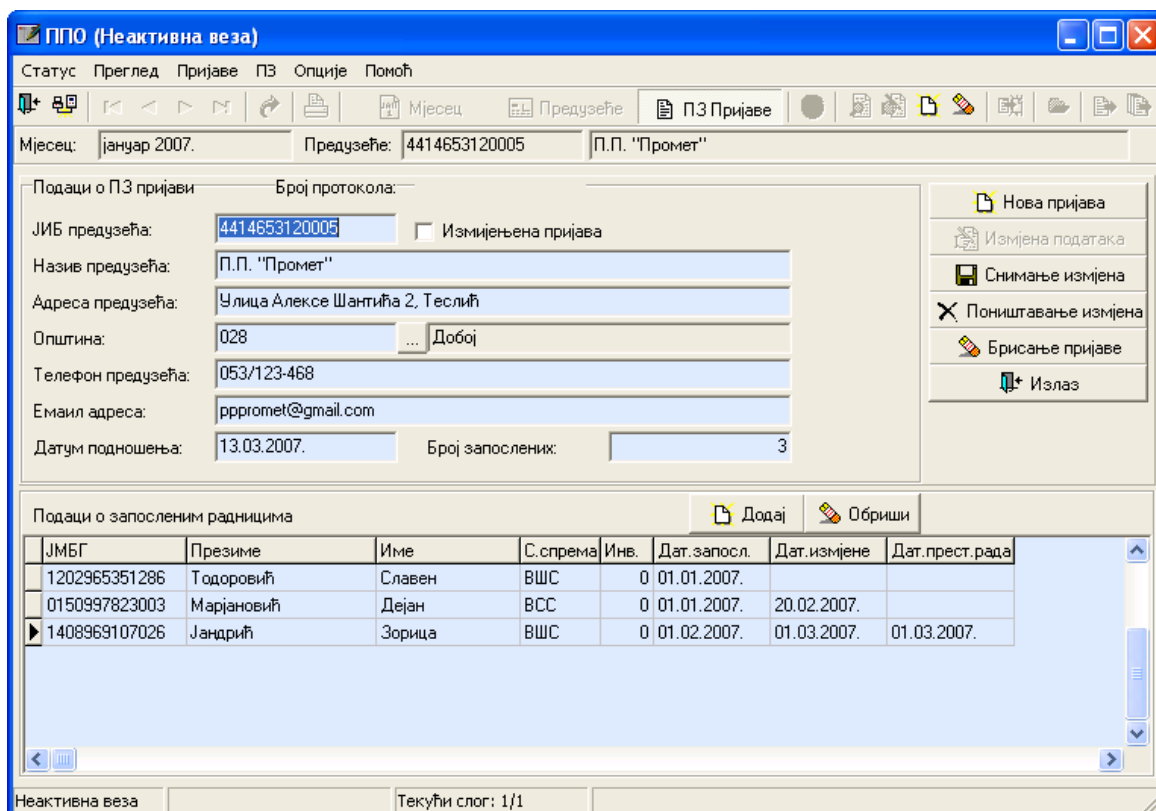 ППО (Неактивна веза)
Статус Преглед Пријаве ПЗ Опције Помоћ
Мјесец Предузеће ПЗ Пријаве
Мјесец: јануар 2007. Предузеће: 4414653120005 П.П. "Промет"
Подаци о ПЗ пријави Број протокола:
Нова пријава
ЈИБ предузећа: 4414653120005 Измијењена пријава
Измјена података
Назив предузећа: П.П. "Промет"
Снимање измјена
Адреса предузећа: Улица Алексе Шантића 2, Теслић
Поништавање измјена
Општина: 028 ... Добој
Брисање пријаве
Телефон предузећа: 053/123-468
Излаз
Емаил адреса: pppromet@gmail.com
Датум подношења: 13.03.2007. Број запослених: 3
Подаци о запосленим радницима Додај Обриши
ЈМБГ Презиме Име С.спрема Инв. Дат.запосл. Дат.измјене Дат.прест.рада
1202965351286 Тодоровић Славен ВШС 0 01.01.2007.
0150997823003 Марјановић Дејан ВСС 0 01.01.2007. 20.02.2007.
1408969107026 Јандрић Зорица ВШС 0 01.02.2007. 01.03.2007. 01.03.2007.
Неактивна веза Текући слог: 1/1